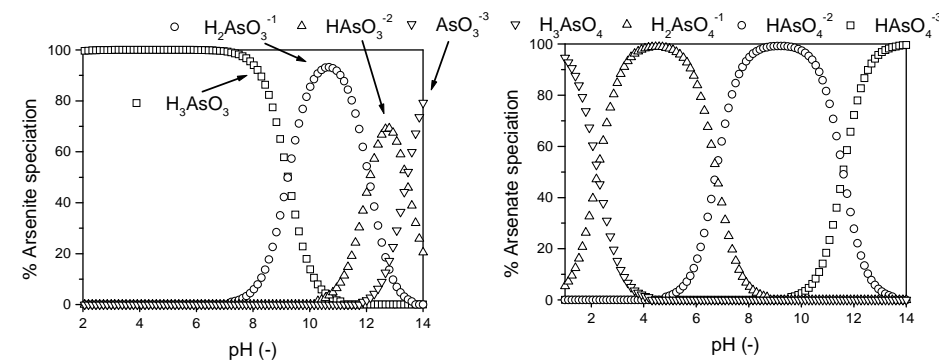 H₂AsO₃⁻¹ HAsO₃⁻² AsO₃⁻³
H₃AsO₃
% Arsenite speciation
100
80
60
40
20
0
2 4 6 8 10 12 14
pH (-)
H₃AsO₄ H₂AsO₄⁻¹ HAsO₄⁻² HAsO₄⁻³
% Arsenate speciation
100
80
60
40
20
0
2 4 6 8 10 12 14
pH (-)